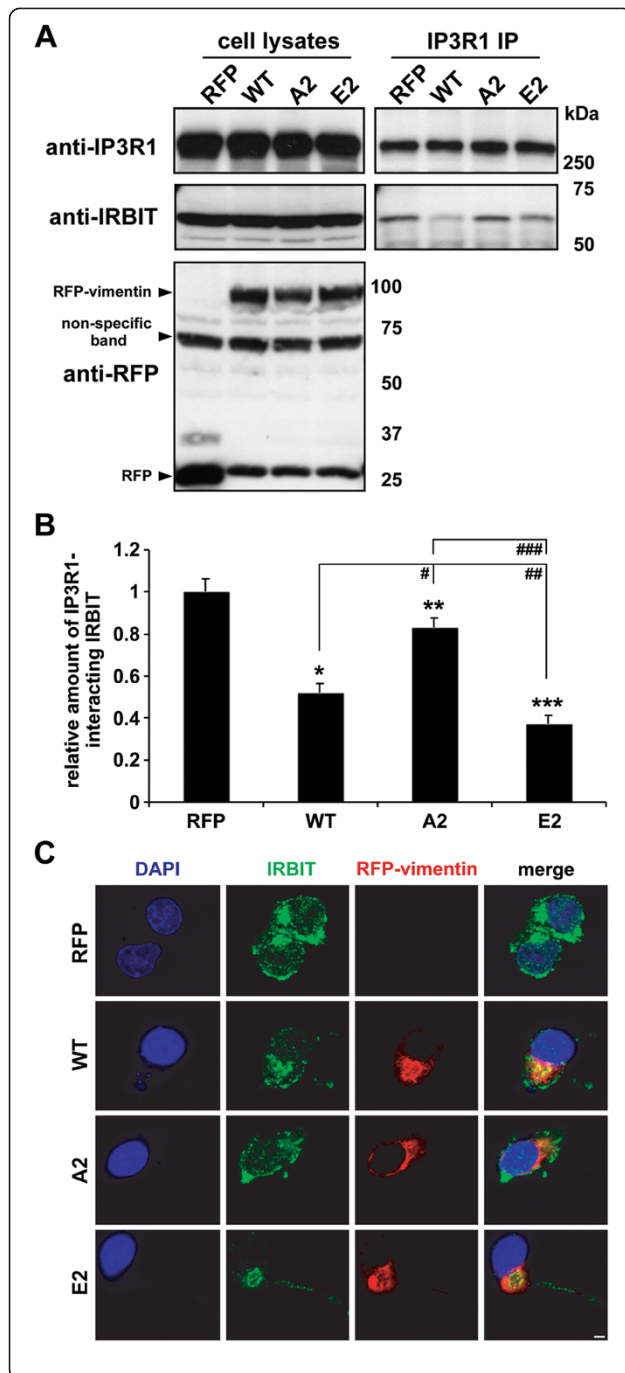 A
cell lysates IP3R1 IP
RFP WT A2 E2 RFP WT A2 E2
kDa
anti-IP3R1
250
75
anti-IRBIT
50
RFP-vimentin 100
non-specific band 75
anti-RFP 50
37
RFP 25
B
relative amount of IP3R1-
interacting IRBIT
1.2
1
0.8
0.6
0.4
0.2
0
###
# ##
* ** ***
RFP WT A2 E2
C
DAPI IRBIT RFP-vimentin merge
RFP
WT
A2
E2